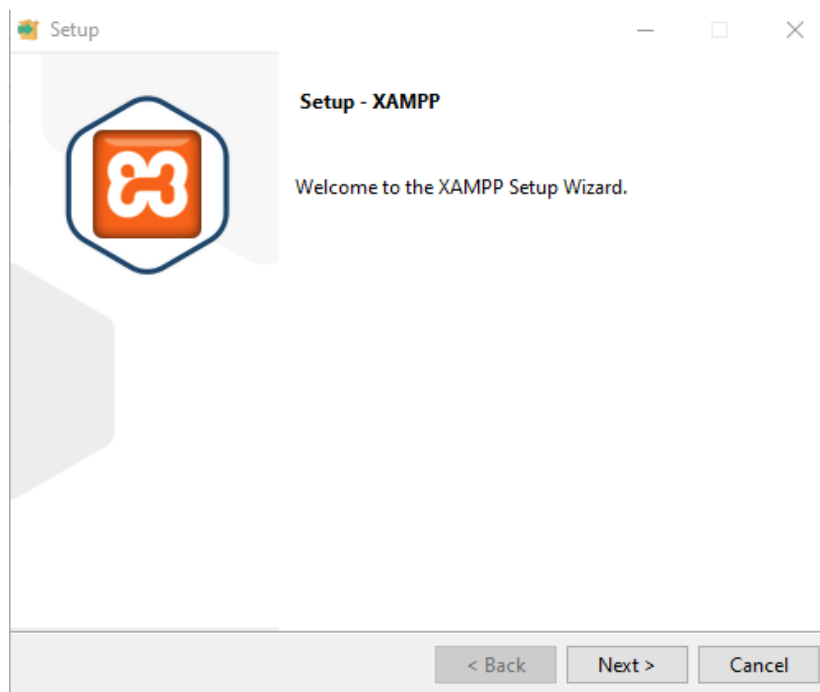 Setup
Setup - XAMPP
Welcome to the XAMPP Setup Wizard.
< Back
Next >
Cancel